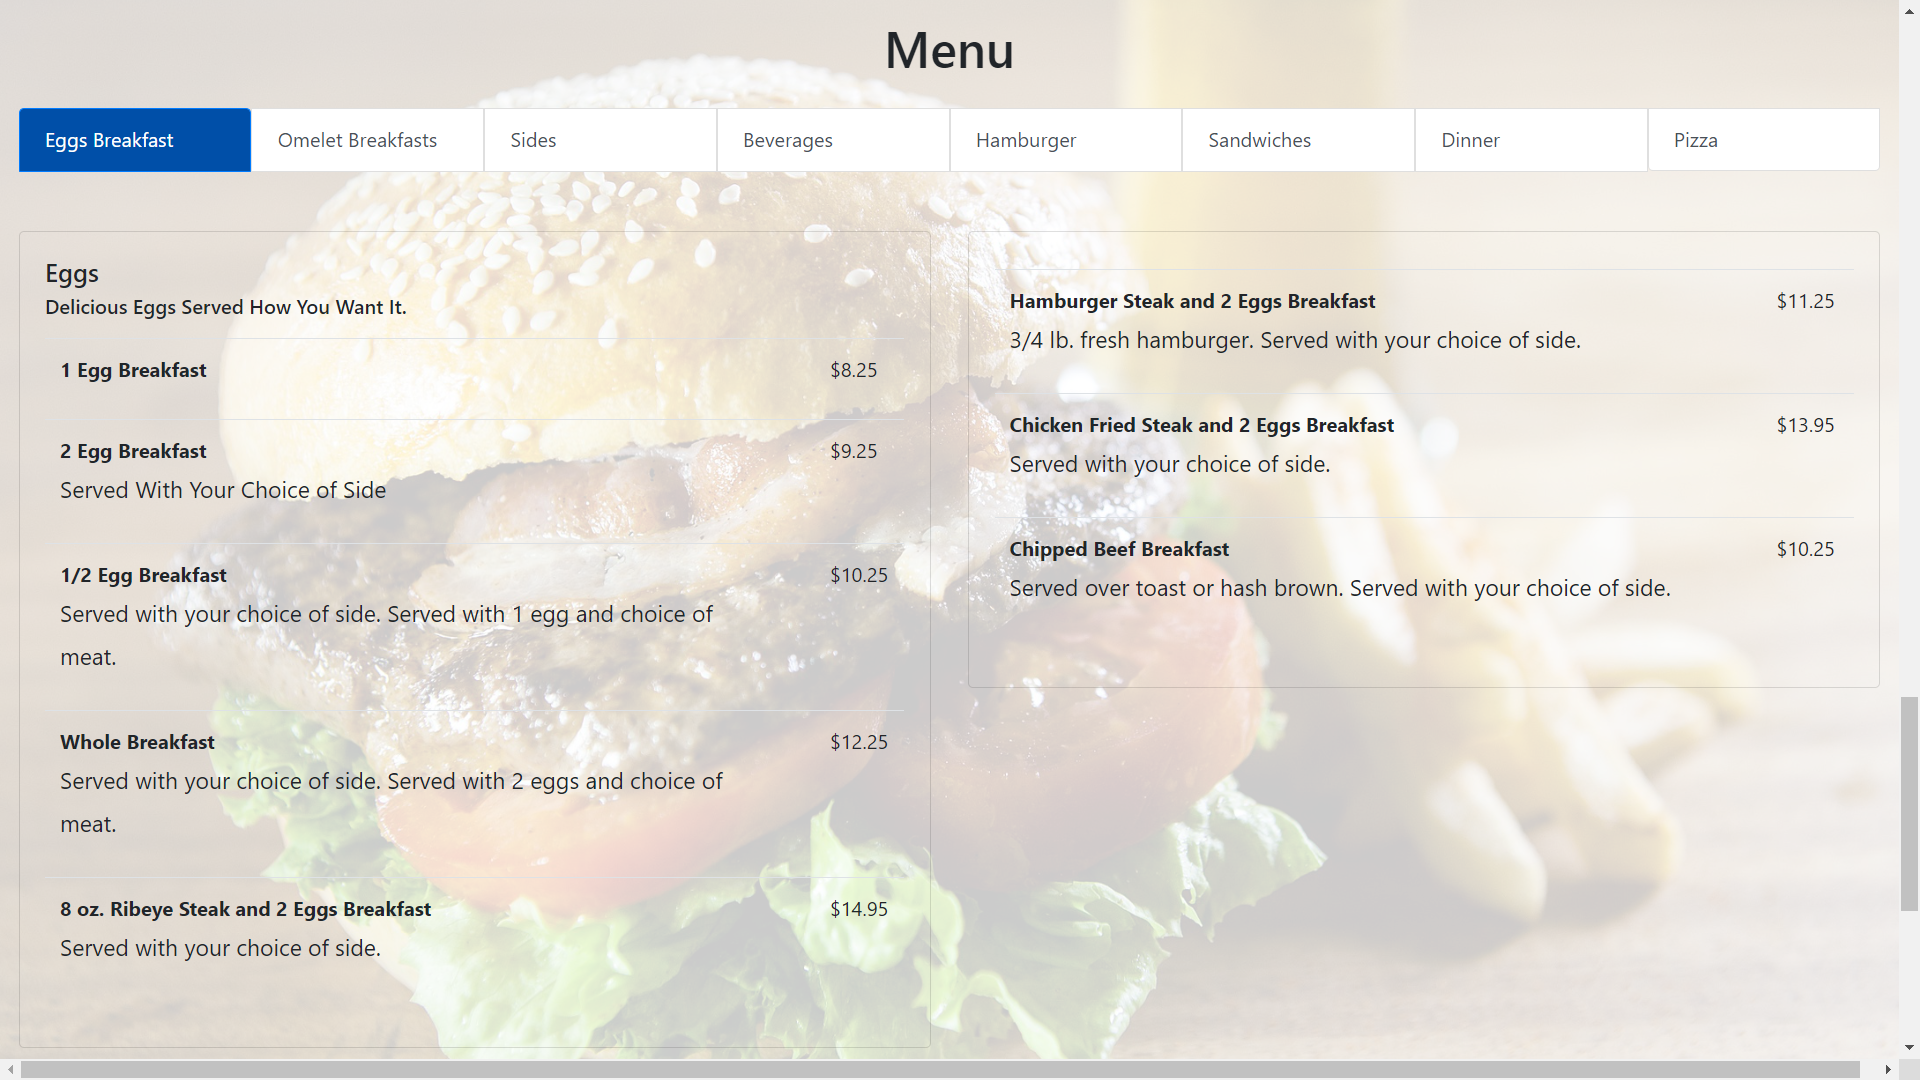 Menu
Eggs Breakfast
Omelet Breakfasts
Sides
Beverages
Hamburger
Sandwiches
Dinner
Pizza
Eggs
Delicious Eggs Served How You Want It.
1 Egg Breakfast $8.25
2 Egg Breakfast $9.25
Served With Your Choice of Side
1/2 Egg Breakfast $10.25
Served with your choice of side. Served with 1 egg and choice of
meat.
Whole Breakfast $12.25
Served with your choice of side. Served with 2 eggs and choice of
meat.
8 oz. Ribeye Steak and 2 Eggs Breakfast $14.95
Served with your choice of side.
Hamburger Steak and 2 Eggs Breakfast $11.25
3/4 lb. fresh hamburger. Served with your choice of side.
Chicken Fried Steak and 2 Eggs Breakfast $13.95
Served with your choice of side.
Chipped Beef Breakfast $10.25
Served over toast or hash brown. Served with your choice of side.